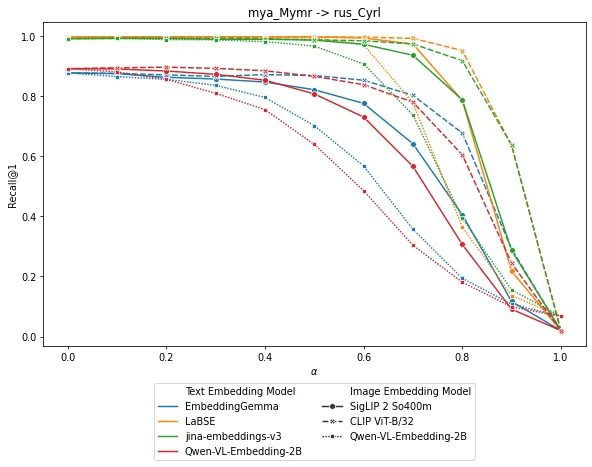 mya_Mymr -> rus_Cyrl
Recall@1
1.0
0.8
0.6
0.4
0.2
0.0
0.0 0.2 0.4 0.6 0.8 1.0
α
Text Embedding Model
EmbeddingGemma
LaBSE
jina-embeddings-v3
Qwen-VL-Embedding-2B
Image Embedding Model
SigLIP 2 So400m
CLIP ViT-B/32
Qwen-VL-Embedding-2B